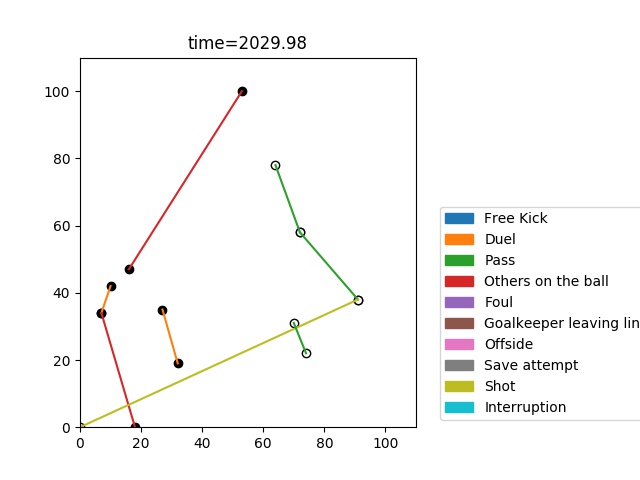 time=2029.98
100
80
60
40
20
0
0 20 40 60 80 100
Free Kick
Duel
Pass
Others on the ball
Foul
Goalkeeper leaving lin
Offside
Save attempt
Shot
Interruption